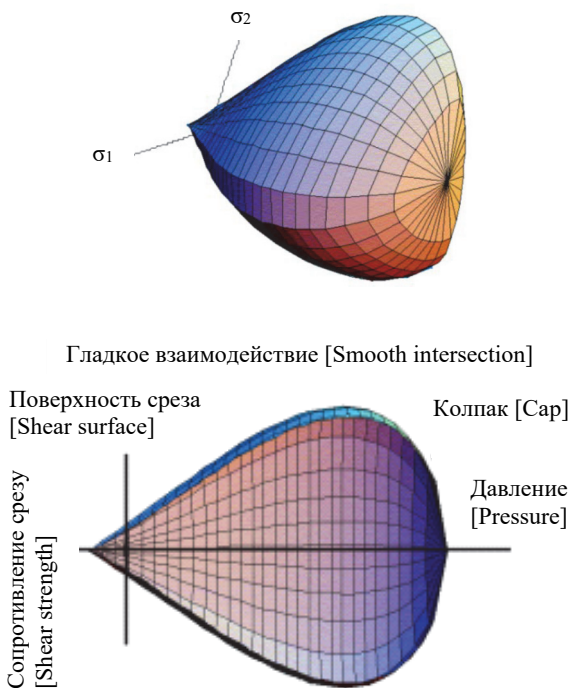 σ2
σ1
Гладкое взаимодействие [Smooth intersection]
Поверхность среза
[Shear surface]
Колпак [Cap]
Давление
[Pressure]
Сопротивление срезу
[Shear strength]